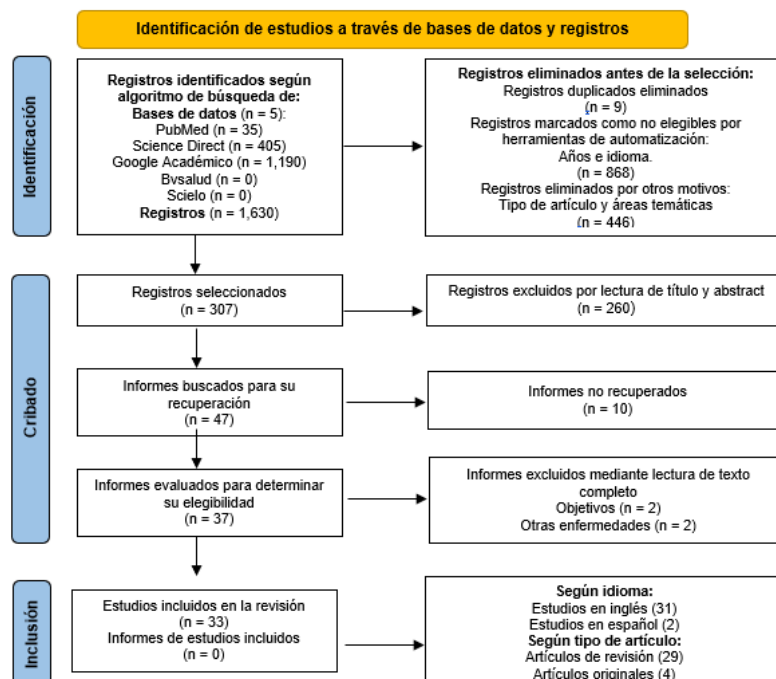 Identificación de estudios a través de bases de datos y registros
Identificación
Registros identificados según
algoritmo de búsqueda de:
Bases de datos (n = 5):
PubMed (n = 35)
Science Direct (n = 405)
Google Académico (n = 1,190)
Bvsalud (n = 0)
Scielo (n = 0)
Registros (n = 1,630)
Registros eliminados antes de la selección:
Registros duplicados eliminados
(n = 9)
Registros marcados como no elegibles por
herramientas de automatización:
Años e idioma.
(n = 868)
Registros eliminados por otros motivos:
Tipo de artículo y áreas temáticas
(n = 446)
Cribado
Registros seleccionados
(n = 307)
Registros excluidos por lectura de título y abstract
(n = 260)
Informes buscados para su
recuperación
(n = 47)
Informes no recuperados
(n = 10)
Informes evaluados para determinar
su elegibilidad
(n = 37)
Informes excluidos mediante lectura de texto
completo
Objetivos (n = 2)
Otras enfermedades (n = 2)
Inclusión
Estudios incluidos en la revisión
(n = 33)
Informes de estudios incluidos
(n = 0)
Según idioma:
Estudios en inglés (31)
Estudios en español (2)
Según tipo de artículo:
Artículos de revisión (29)
Artículos originales (4)